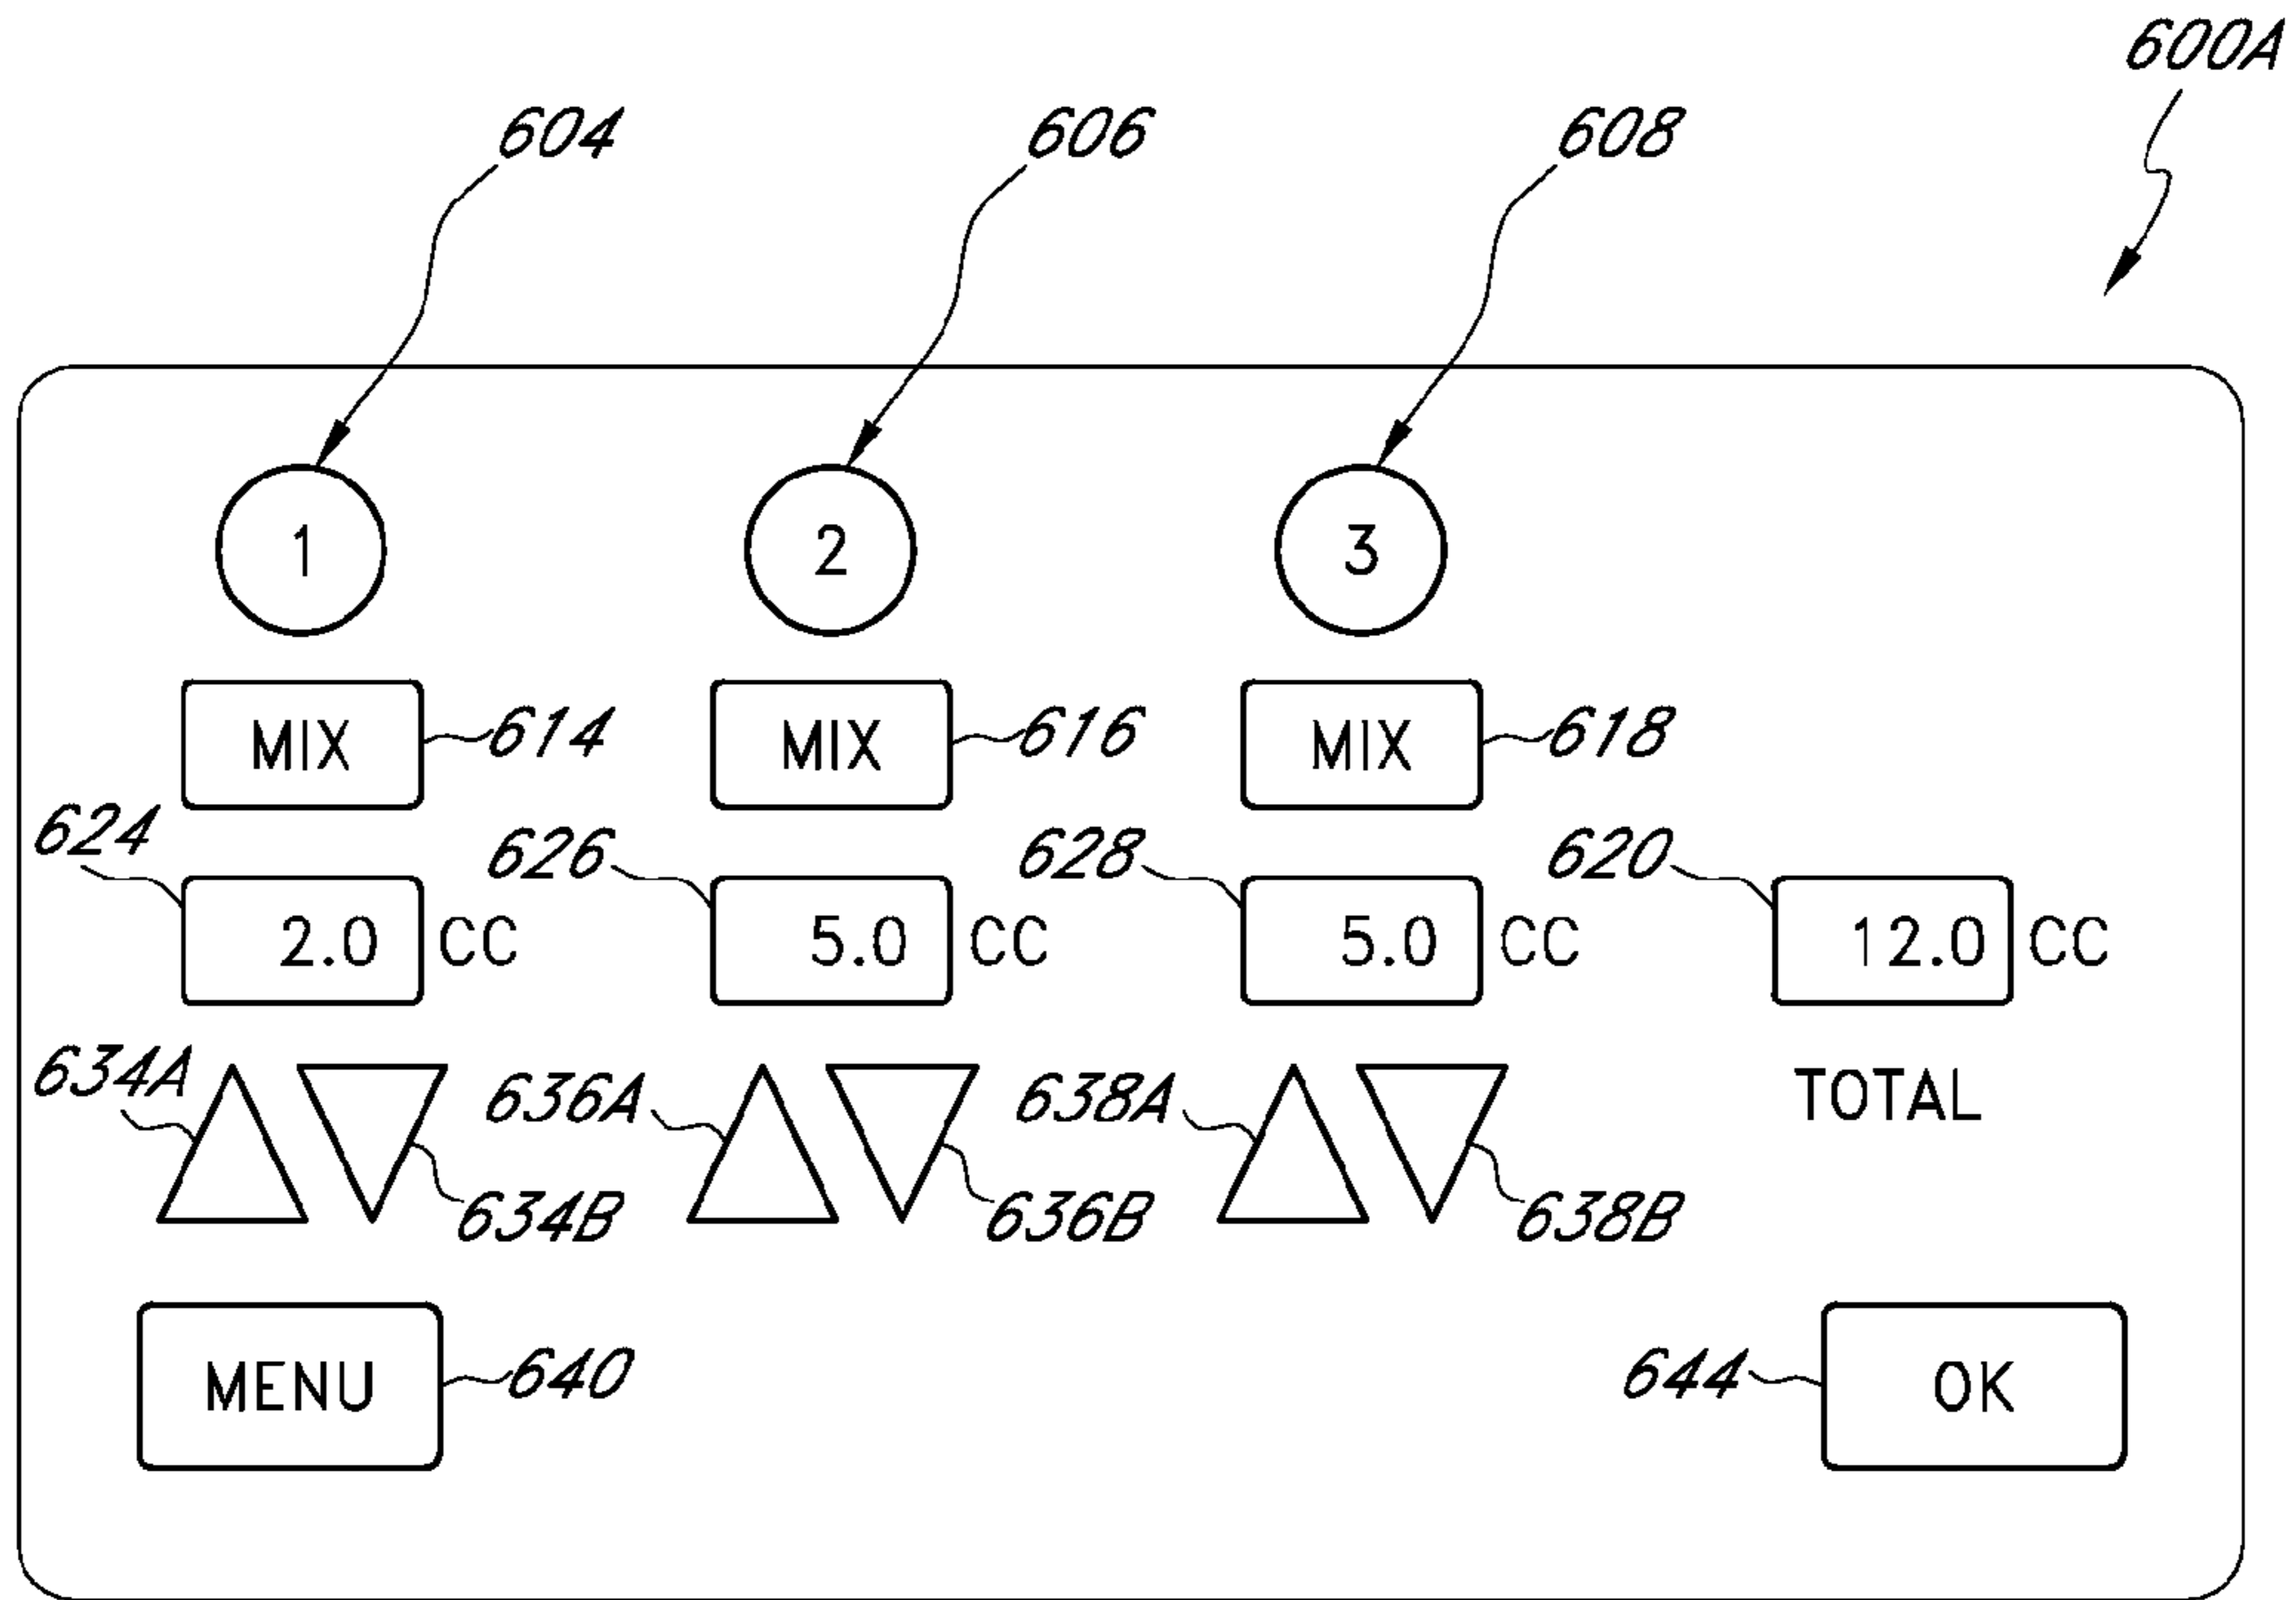 600A
604 606 608
1 2 3
MIX 614 MIX 616 MIX 618
624 626 628 620
2.0 CC 5.0 CC 5.0 CC 12.0 CC
634A 636A 638A TOTAL
634B 636B 638B
MENU 640 644 OK